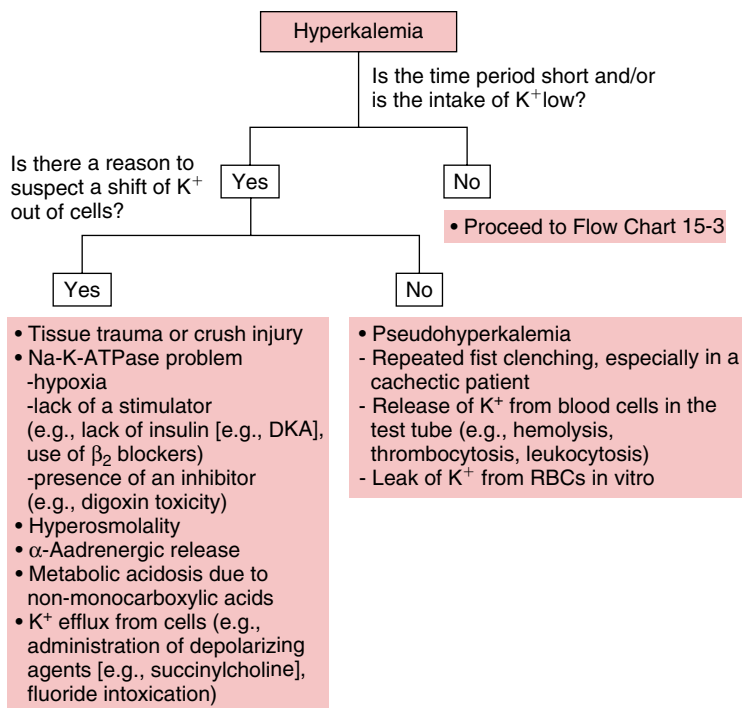 Hyperkalemia
Is the time period short and/or
is the intake of K+ low?
Is there a reason to
suspect a shift of K+
out of cells?
Yes
No
• Proceed to Flow Chart 15-3
Yes
No
• Tissue trauma or crush injury
• Na-K-ATPase problem
-hypoxia
-lack of a stimulator
(e.g., lack of insulin [e.g., DKA],
use of β2 blockers)
-presence of an inhibitor
(e.g., digoxin toxicity)
• Hyperosmolality
• α-Aadrenergic release
• Metabolic acidosis due to
non-monocarboxylic acids
• K+ efflux from cells (e.g.,
administration of depolarizing
agents [e.g., succinylcholine],
fluoride intoxication)
• Pseudohyperkalemia
- Repeated fist clenching, especially in a
cachectic patient
- Release of K+ from blood cells in the
test tube (e.g., hemolysis,
thrombocytosis, leukocytosis)
- Leak of K+ from RBCs in vitro